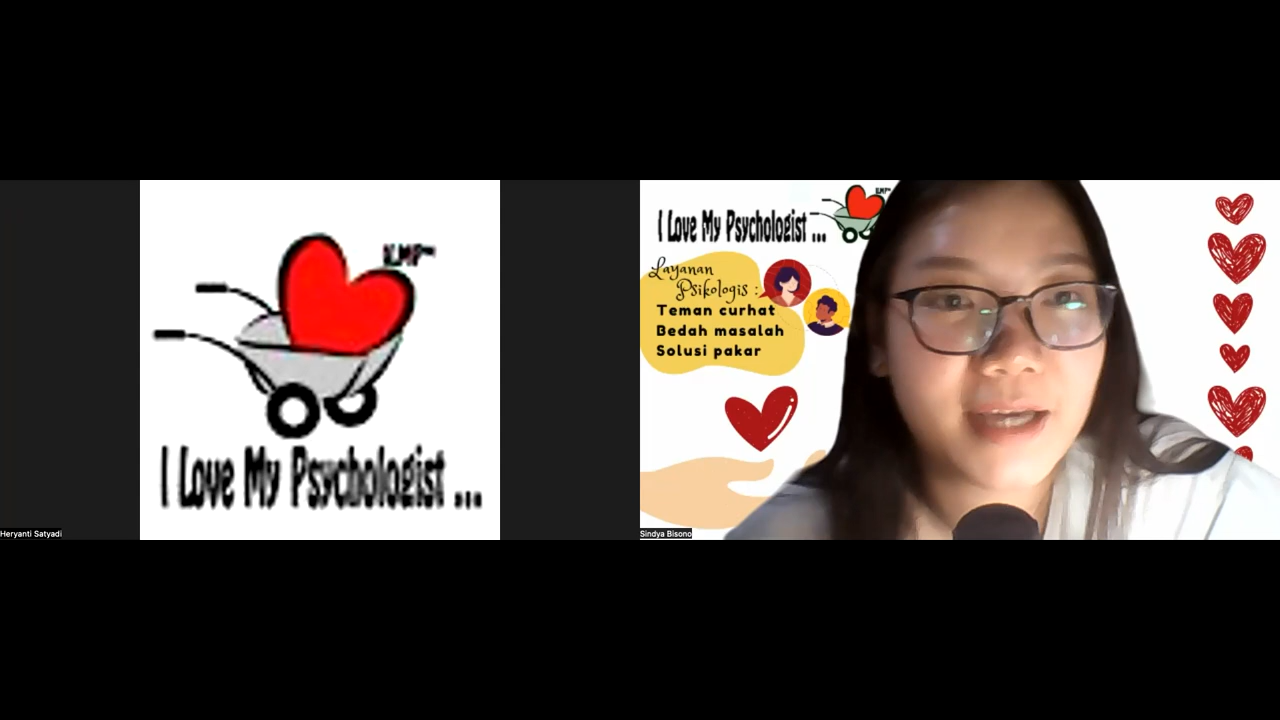 ILMP™
I Love My Psychologist ...
Heryanti Satyadi
ILMP™
I Love My Psychologist ...
Layanan
Psikologis :
Teman curhat
Bedah masalah
Solusi pakar
Sindya Bisono